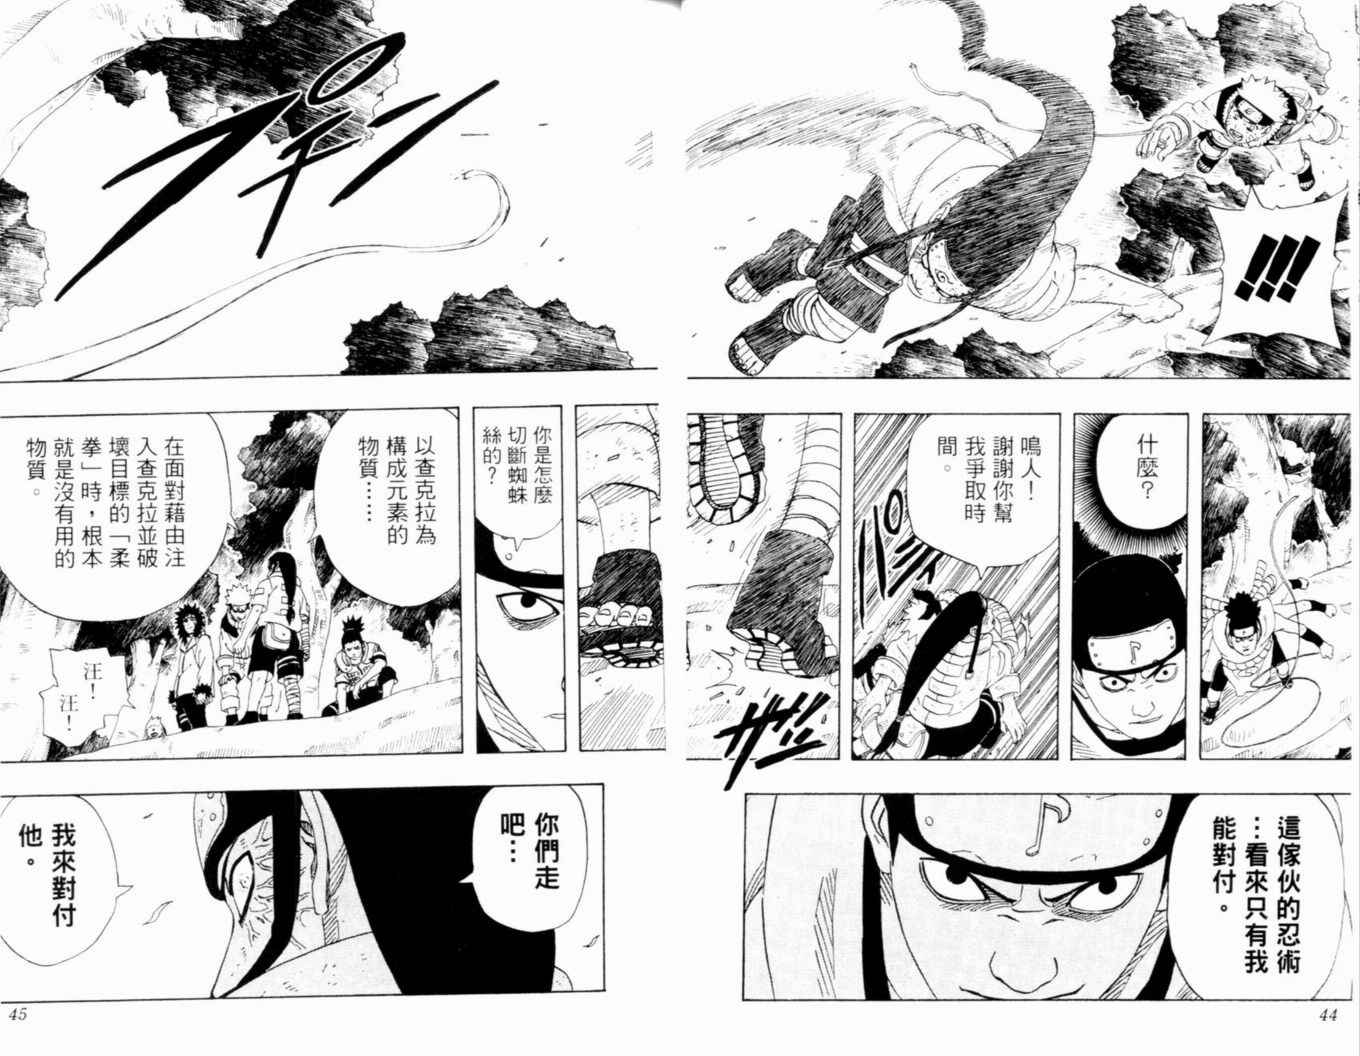 !!!!
什麼?
鳴人!
謝謝你幫
我爭取時
間。
這傢伙的忍術
…看來只有我
能對付。
44
プチン
你是怎麼
切斷蜘蛛
絲的?
以查克拉為
構成元素的
物質……
在面對藉由注
入查克拉並破
壞目標的「柔
拳」時,根本
就是沒有用的
物質。
汪!
汪!
你們走
吧…
我來對付
他。
45